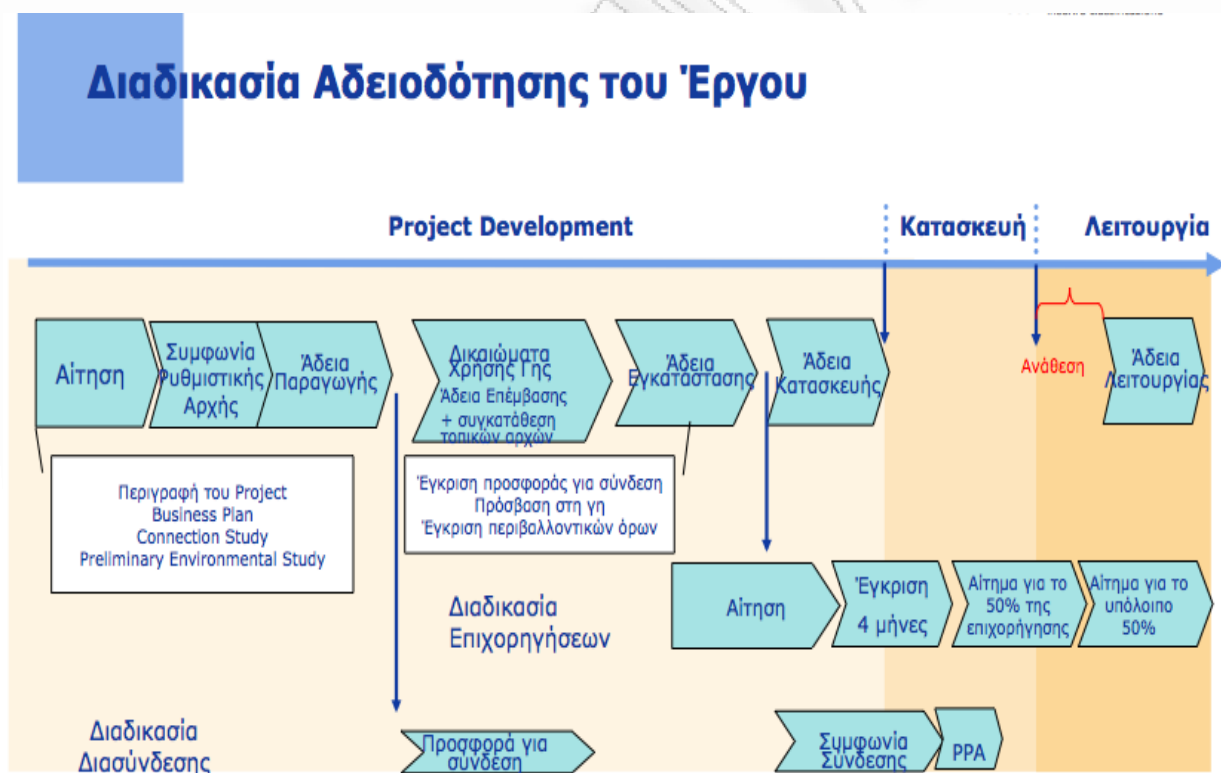 Διαδικασία Αδειοδότησης του Έργου
Project Development
Κατασκευή
Λειτουργία
Αίτηση
Συμφωνία
Ρυθμιστικής
Αρχής
Άδεια
Παραγωγής
Δικαιώματα
Χρήσης Γης
Άδεια Επέμβασης
+ συγκατάθεση
τοπικών αρχών
Άδεια
Εγκατάστασης
Άδεια
Κατασκευής
Ανάθεση
Άδεια
Λειτουργίας
Περιγραφή του Project
Business Plan
Connection Study
Preliminary Environmental Study
Έγκριση προσφοράς για σύνδεση
Πρόσβαση στη γη
Έγκριση περιβαλλοντικών όρων
Διαδικασία
Επιχορηγήσεων
Αίτηση
Έγκριση
4 μήνες
Αίτημα για το
50% της
επιχορήγησης
Αίτημα για το
υπόλοιπο
50%
Διαδικασία
Διασύνδεσης
Προσφορά για
σύνδεση
Συμφωνία
Σύνδεσης
PPA